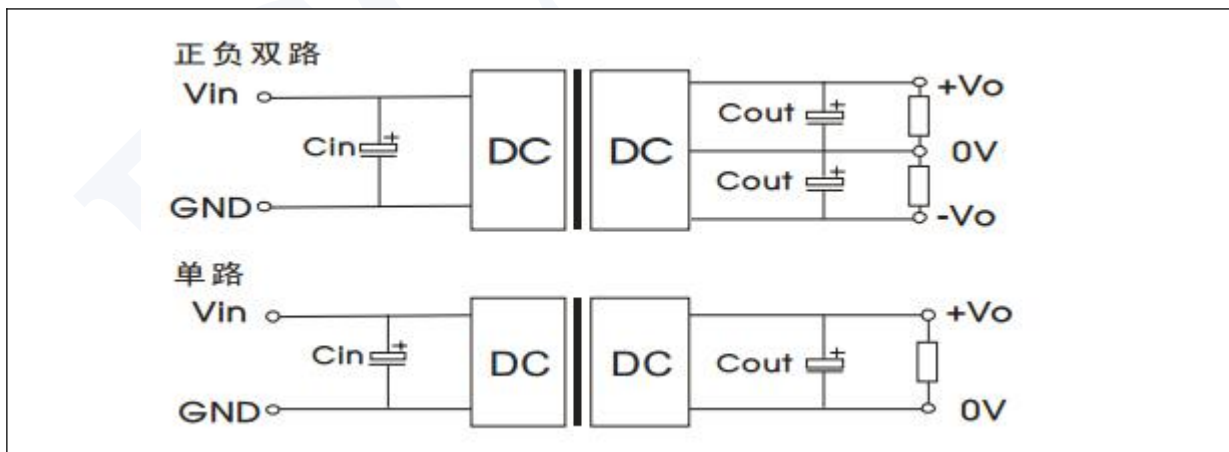 正负双路
Vin
Cin
+
GND
DC
DC
Cout
+
Cout
+
+Vo
0V
-Vo
单路
Vin
Cin
+
GND
DC
DC
Cout
+
+Vo
0V